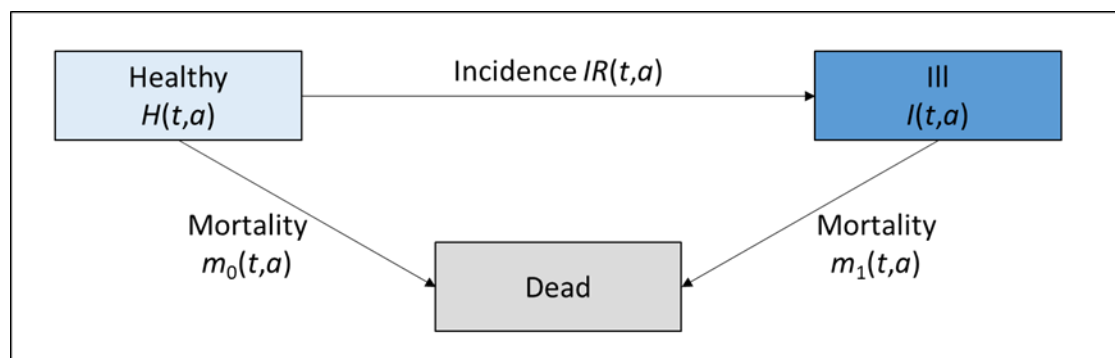 Healthy
H(t,a)
Incidence IR(t,a)
Ill
I(t,a)
Mortality
m₀(t,a)
Mortality
m₁(t,a)
Dead